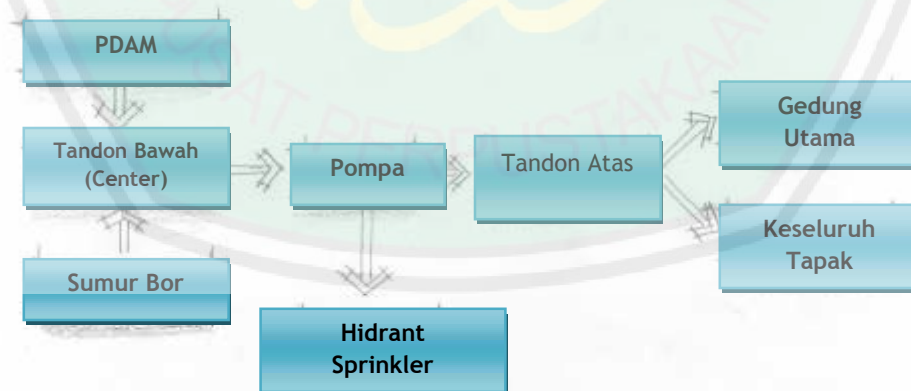 PDAM
Tandon Bawah
(Center)
Sumur Bor
Pompa
Hidrant
Sprinkler
Tandon Atas
Gedung
Utama
Keseluruh
Tapak